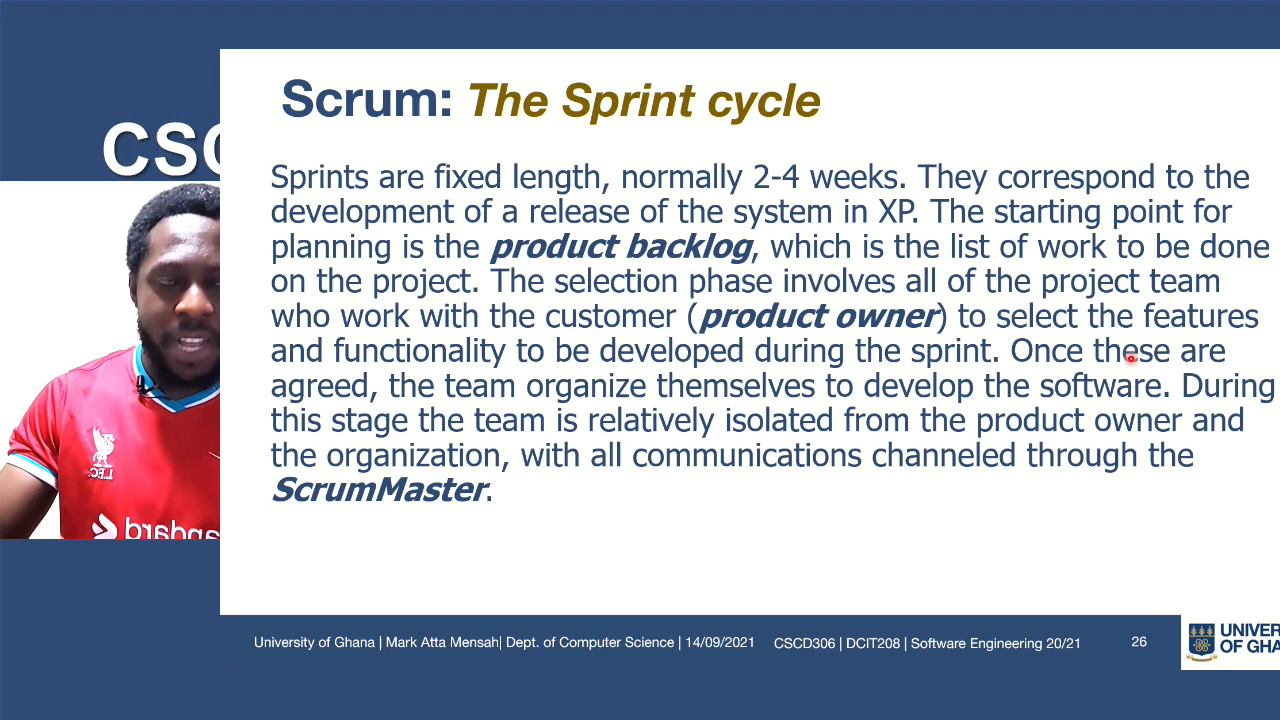 Scrum: The Sprint cycle
CSC
Sprints are fixed length, normally 2-4 weeks. They correspond to the
development of a release of the system in XP. The starting point for
planning is the product backlog, which is the list of work to be done
on the project. The selection phase involves all of the project team
who work with the customer (product owner) to select the features
and functionality to be developed during the sprint. Once these are
agreed, the team organize themselves to develop the software. During
this stage the team is relatively isolated from the product owner and
the organization, with all communications channeled through the
ScrumMaster.
L.F.C.
andard
University of Ghana | Mark Atta Mensah| Dept. of Computer Science | 14/09/2021 CSCD306 | DCIT208 | Software Engineering 20/21 26
UNIVER
OF GHA